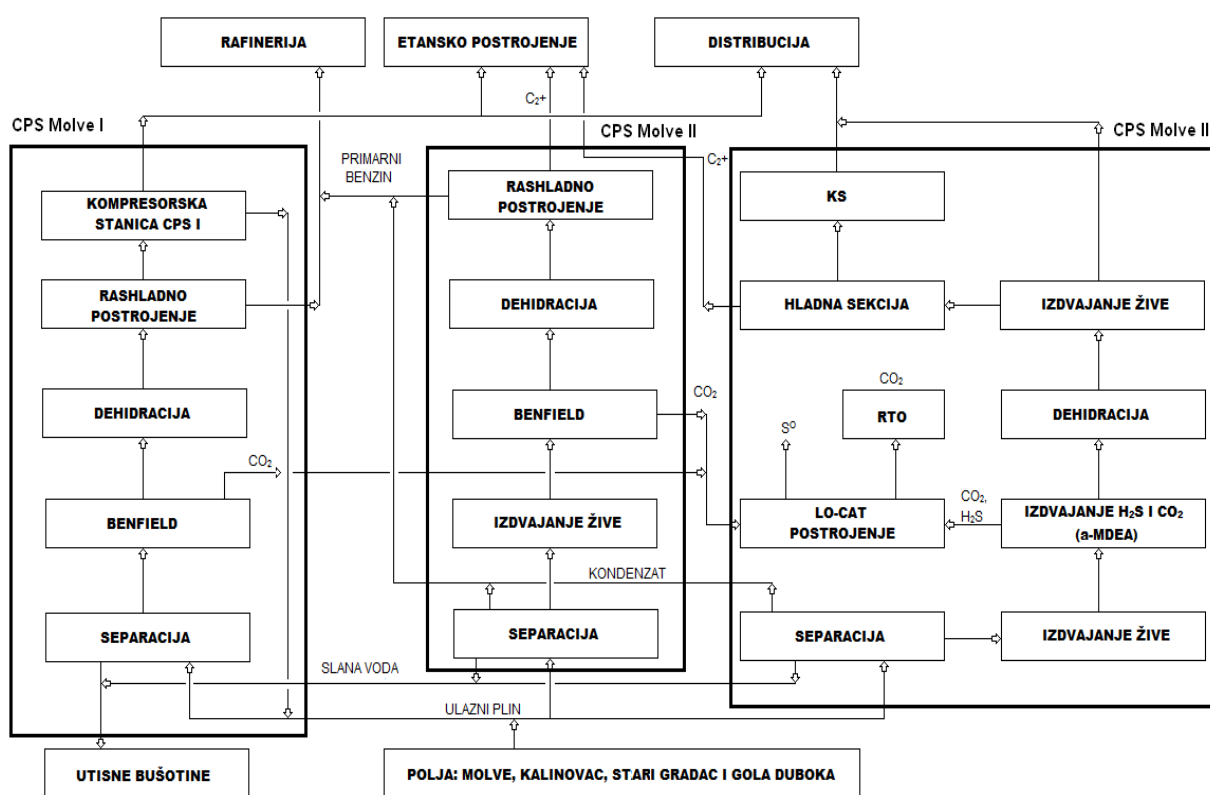 RAFINERIJA
ETANSKO POSTROJENJE
DISTRIBUCIJA
C₂+
CPS Molve I
CPS Molve II
CPS Molve II
PRIMARNI
BENZIN
C₂+
KOMPRESORSKA
STANICA CPS I
RASHLADNO
POSTROJENJE
KS
RASHLADNO
POSTROJENJE
DEHIDRACIJA
HLADNA SEKCIJA
IZDVAJANJE ŽIVE
DEHIDRACIJA
BENFIELD
CO₂
CO₂
RTO
DEHIDRACIJA
S⁰
CO₂
BENFIELD
IZDVAJANJE ŽIVE
LO-CAT
POSTROJENJE
CO₂,
H₂S
IZDVAJANJE H₂S I CO₂
(a-MDEA)
KONDENZAT
SEPARACIJA
SEPARACIJA
SEPARACIJA
IZDVAJANJE ŽIVE
SLANA VODA
ULAZNI PLIN
UTISNE BUŠOTINE
POLJA: MOLVE, KALINOVAC, STARI GRADAC I GOLA DUBOKA